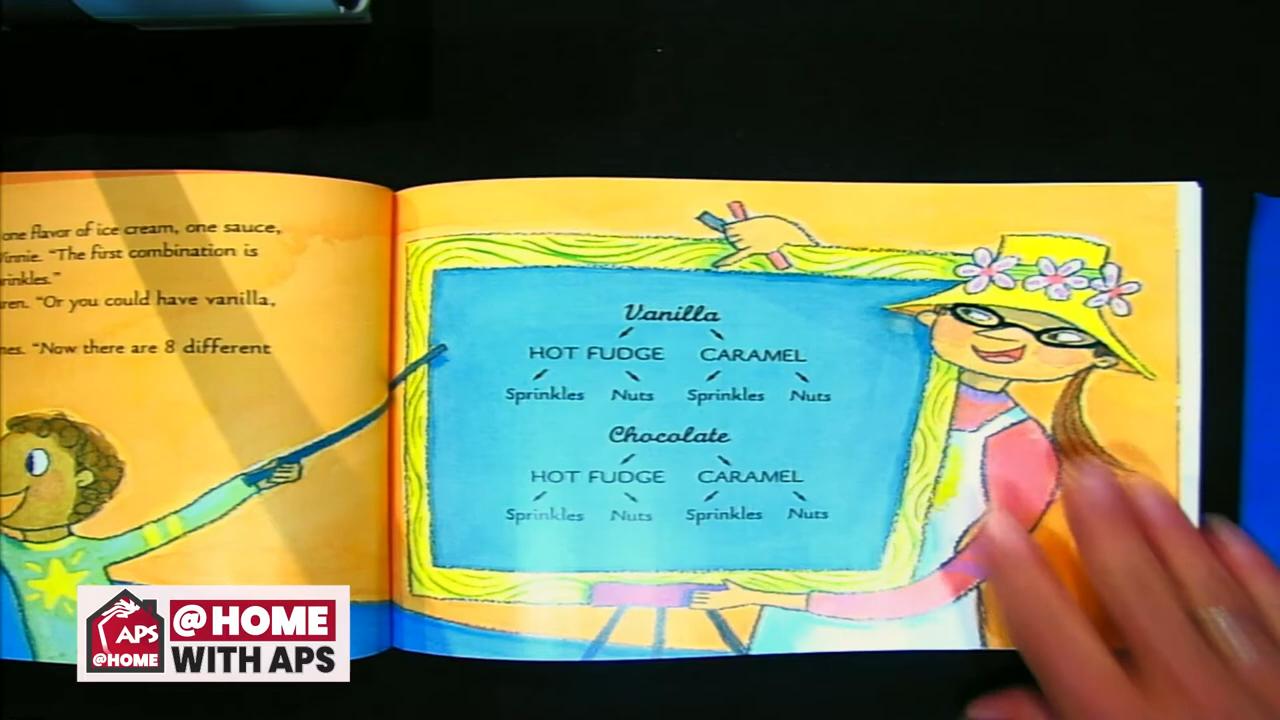 one flavor of ice cream, one sauce,
Vinnie. "The first combination is
rinkles."
ren. "Or you could have vanilla,
nes. "Now there are 8 different
Vanilla
HOT FUDGE CARAMEL
Sprinkles Nuts Sprinkles Nuts
Chocolate
HOT FUDGE CARAMEL
Sprinkles Nuts Sprinkles Nuts
APS
@HOME
@HOME
WITH APS